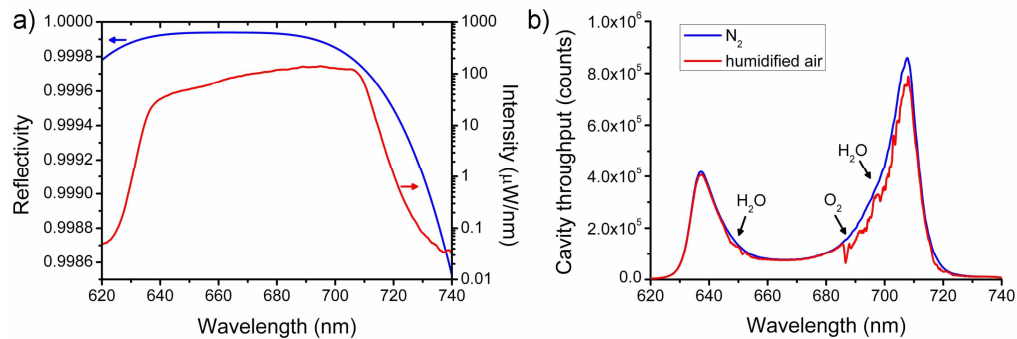 a)
1.0000
0.9998
0.9996
0.9994
0.9992
0.9990
0.9988
0.9986
Reflectivity
1000
100
10
1
0.1
0.01
Intensity (μW/nm)
620 640 660 680 700 720 740
Wavelength (nm)
b)
1.0x10⁶
8.0x10⁵
6.0x10⁵
4.0x10⁵
2.0x10⁵
0.0
Cavity throughput (counts)
N₂
humidified air
H₂O
O₂
H₂O
620 640 660 680 700 720 740
Wavelength (nm)